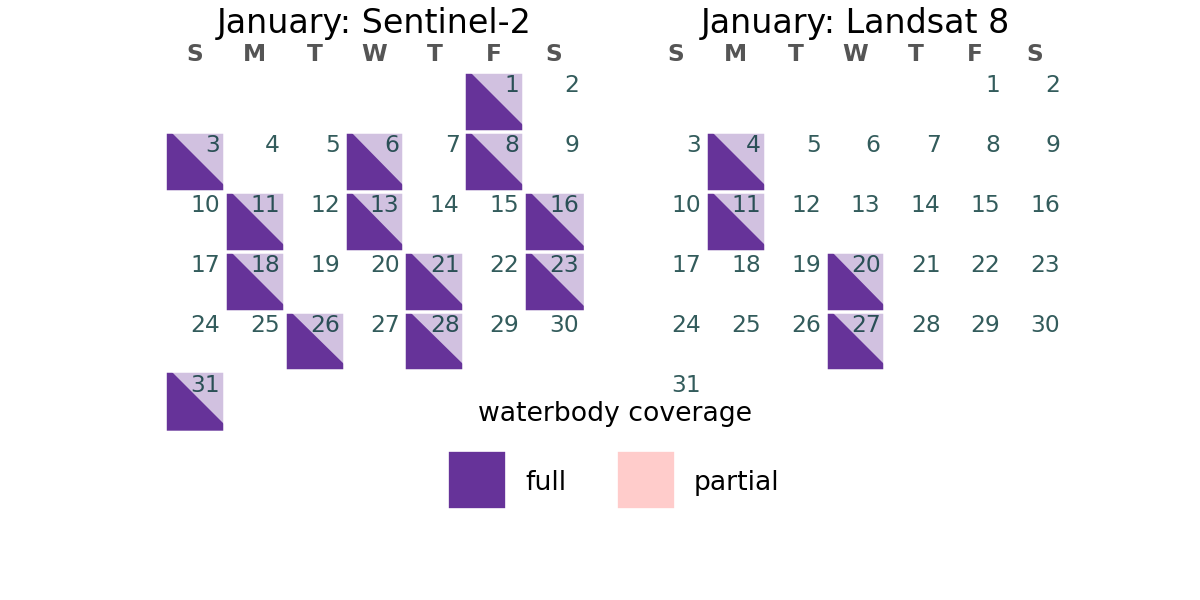 January: Sentinel-2
S M T W T F S
1 2
3 4 5 6 7 8 9
10 11 12 13 14 15 16
17 18 19 20 21 22 23
24 25 26 27 28 29 30
31
January: Landsat 8
S M T W T F S
1 2
3 4 5 6 7 8 9
10 11 12 13 14 15 16
17 18 19 20 21 22 23
24 25 26 27 28 29 30
31
waterbody coverage
full
partial